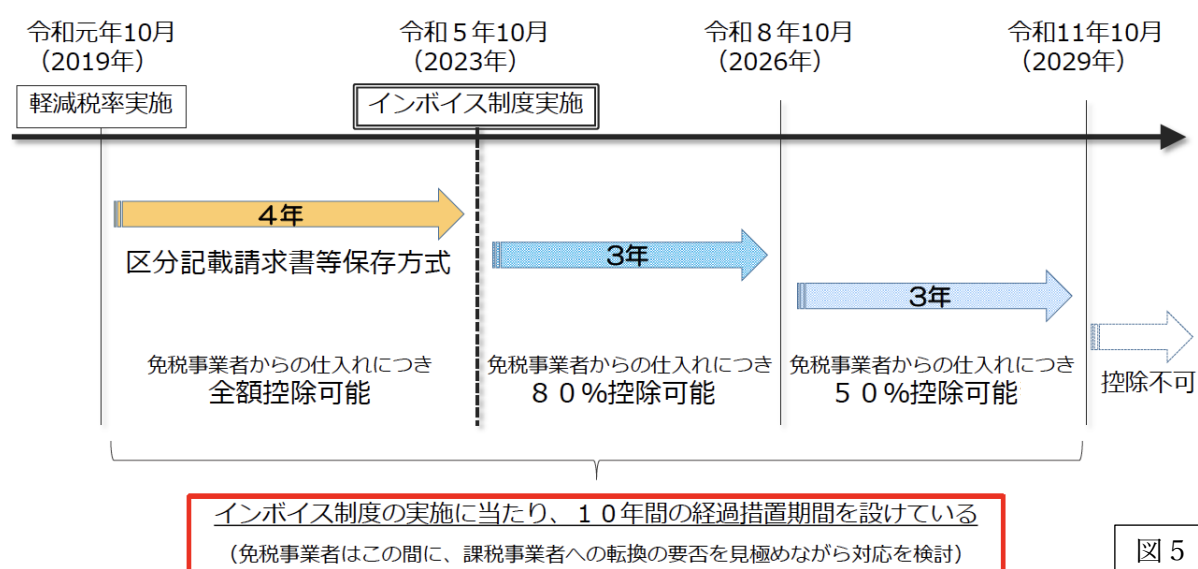 令和元年10月
（2019年）
令和５年10月
（2023年）
令和８年10月
（2026年）
令和11年10月
（2029年）
軽減税率実施
インボイス制度実施
４年
区分記載請求書等保存方式
３年
３年
免税事業者からの仕入れにつき
全額控除可能
免税事業者からの仕入れにつき
８０%控除可能
免税事業者からの仕入れにつき
５０%控除可能
控除不可
インボイス制度の実施に当たり、１０年間の経過措置期間を設けている
（免税事業者はこの間に、課税事業者への転換の要否を見極めながら対応を検討）
図５